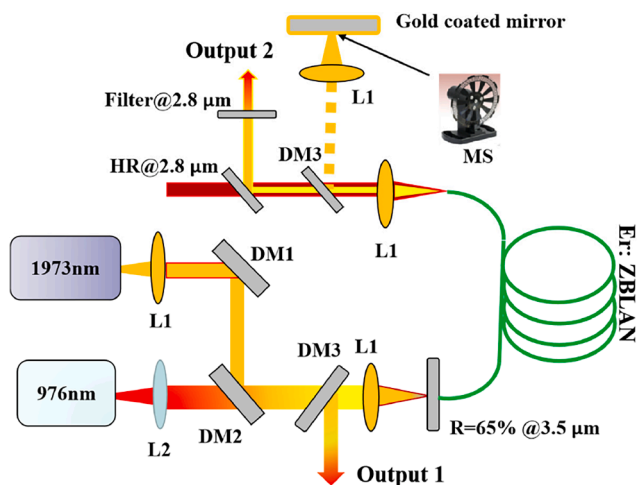 Gold coated mirror
Output 2
L1
Filter@2.8 μm
MS
DM3
HR@2.8 μm
L1
Er: ZBLAN
1973nm
DM1
L1
DM3
L1
976nm
DM2
L2
R=65% @3.5 μm
Output 1